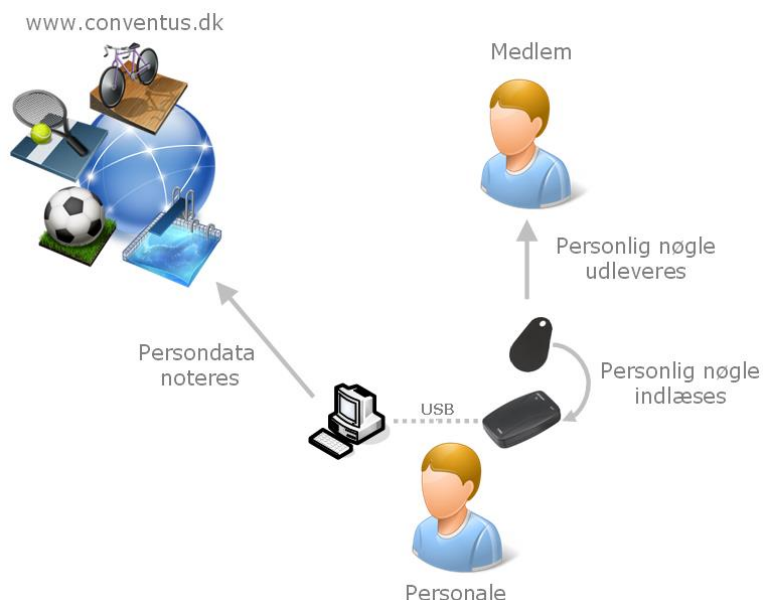 www.conventus.dk
Medlem
Personlig nøgle
udleveres
Persondata
noteres
Personlig nøgle
indlæses
USB
Personale